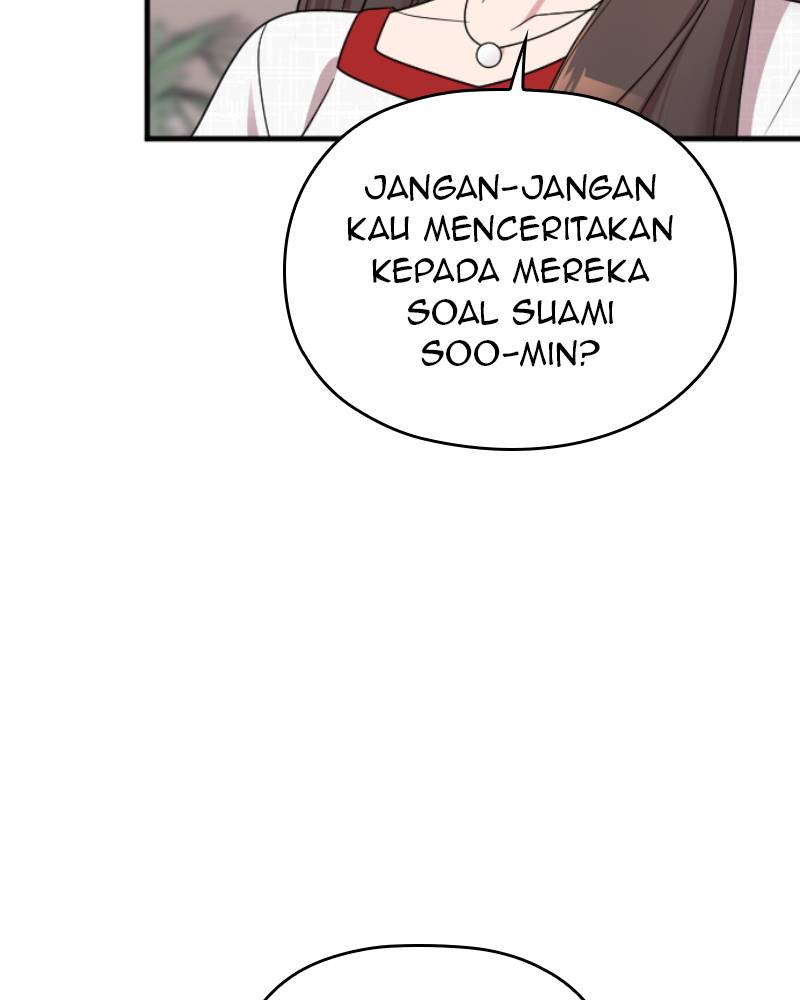 JANGAN-JANGAN
KAU MENCERITAKAN
KEPADA MEREKA
SOAL SUAMI
SOO-MIN?